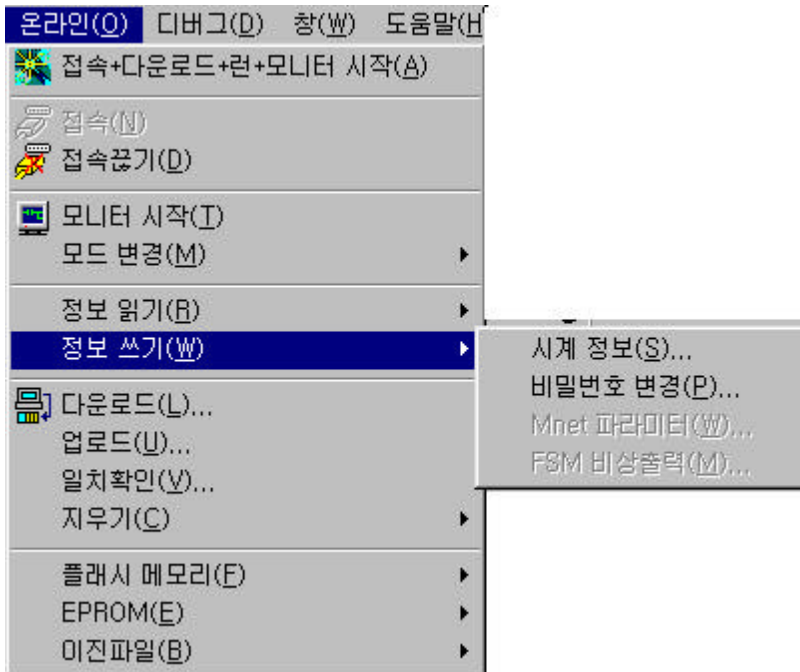 온라인(O) 디버그(D) 창(W) 도움말(H
접속+다운로드+런+모니터 시작(A)
접속(N)
접속끊기(D)
모니터 시작(T)
모드 변경(M)
정보 읽기(R)
정보 쓰기(W)
시계 정보(S)...
비밀번호 변경(P)...
Mnet 파라미터(W)...
FSM 비상출력(M)...
다운로드(L)...
업로드(U)...
일치확인(V)...
지우기(C)
플래시 메모리(F)
EPROM(E)
이진파일(B)